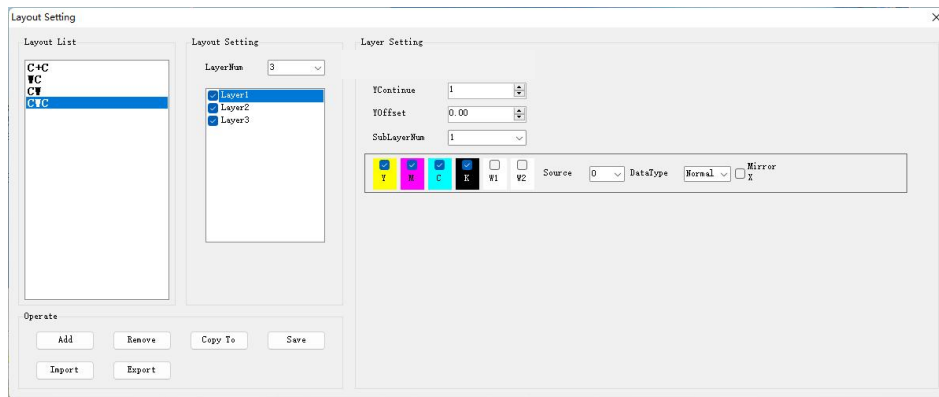 Layout Setting
Layout List
C+C
WC
CW
CWC
Layout Setting
LayerNum 3
Layer1
Layer2
Layer3
Layer Setting
YContinue 1
YOffset 0.00
SubLayerNum 1
Y M C K W1 W2 Source 0 DataType Normal Mirror X
Operate
Add Remove Copy To Save
Import Export